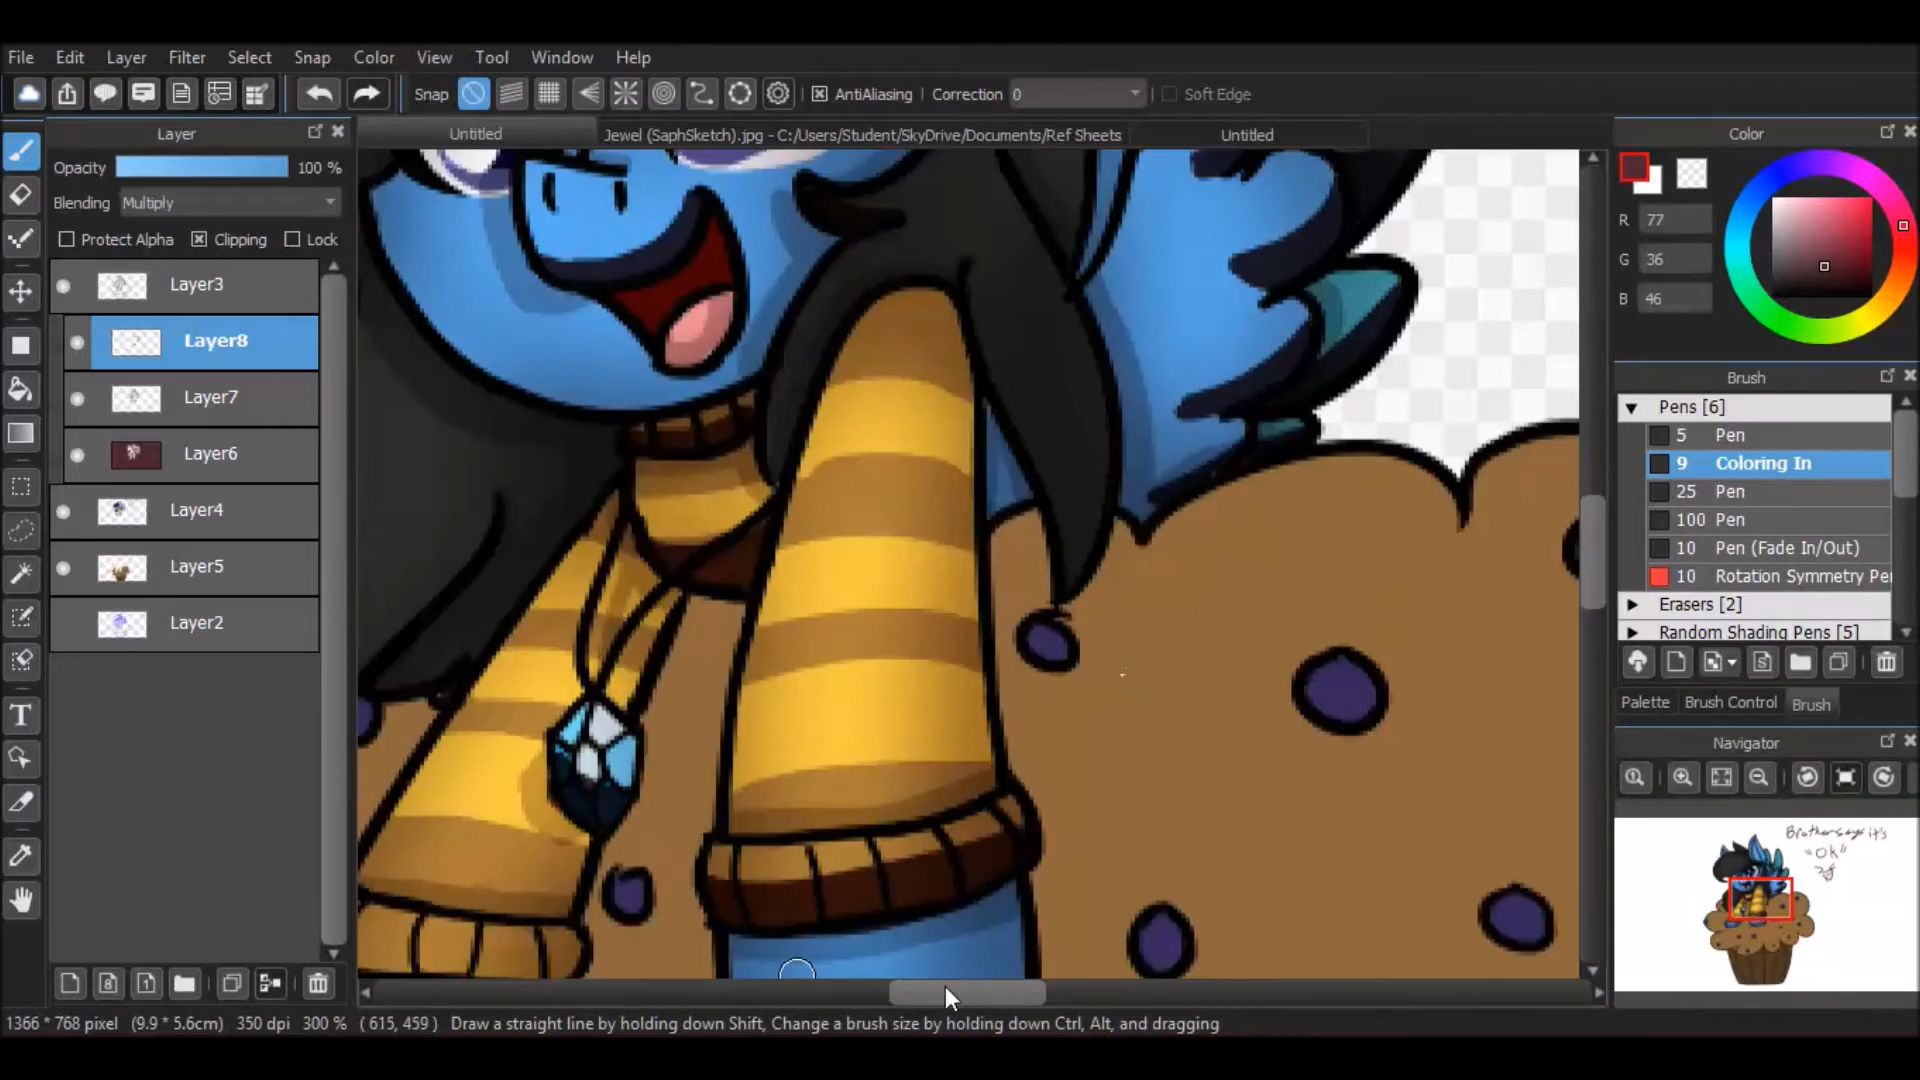 File Edit Layer Filter Select Snap Color View Tool Window Help
Snap AntiAliasing Correction 0 Soft Edge
Layer
Opacity 100 %
Blending Multiply
Protect Alpha Clipping Lock
Layer3
Layer8
Layer7
Layer6
Layer4
Layer5
Layer2
Untitled Jewel (SaphSketch).jpg - C:/Users/Student/SkyDrive/Documents/Ref Sheets Untitled
Color
R 77
G 36
B 46
Brush
Pens [6]
5 Pen
9 Coloring In
25 Pen
100 Pen
10 Pen (Fade In/Out)
10 Rotation Symmetry Per
Erasers [2]
Random Shading Pens [5]
Palette Brush Control Brush
Navigator
Brother says it's
"Ok"
1366 * 768 pixel (9.9 * 5.6cm) 350 dpi 300 % ( 615, 459 ) Draw a straight line by holding down Shift, Change a brush size by holding down Ctrl, Alt, and dragging